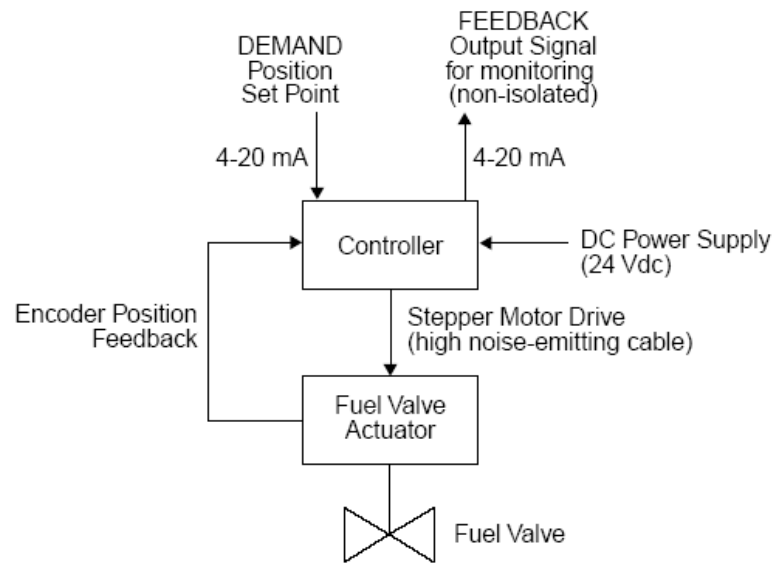 DEMAND
Position
Set Point
FEEDBACK
Output Signal
for monitoring
(non-isolated)
4-20 mA
4-20 mA
Controller
DC Power Supply
(24 Vdc)
Encoder Position
Feedback
Stepper Motor Drive
(high noise-emitting cable)
Fuel Valve
Actuator
Fuel Valve